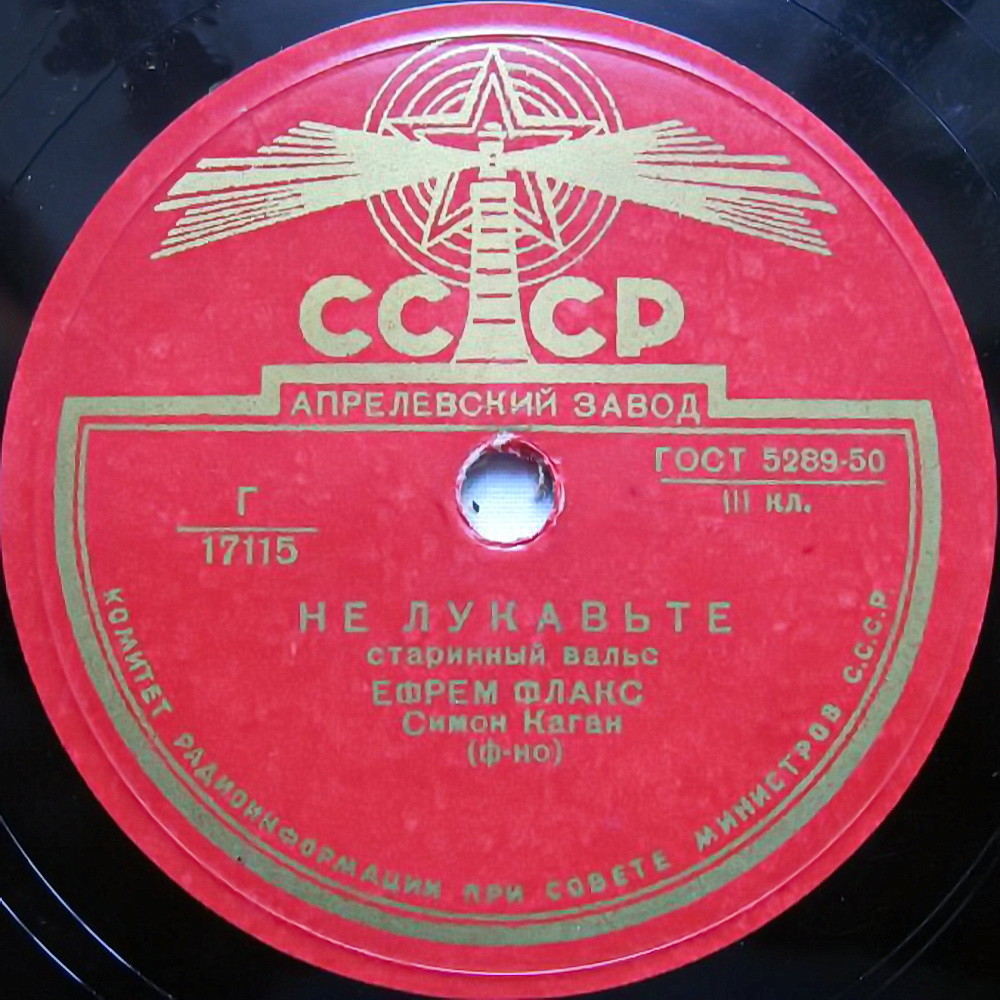 СССР
АПРЕЛЕВСКИЙ ЗАВОД
ГОСТ 5289-50
III кл.
Г
17115
НЕ ЛУКАВЬТЕ
старинный вальс
ЕФРЕМ ФЛАКС
Симон Каган
(ф-но)
КОМИТЕТ РАДИОИНФОРМАЦИИ ПРИ СОВЕТЕ МИНИСТРОВ С.С.С.Р.